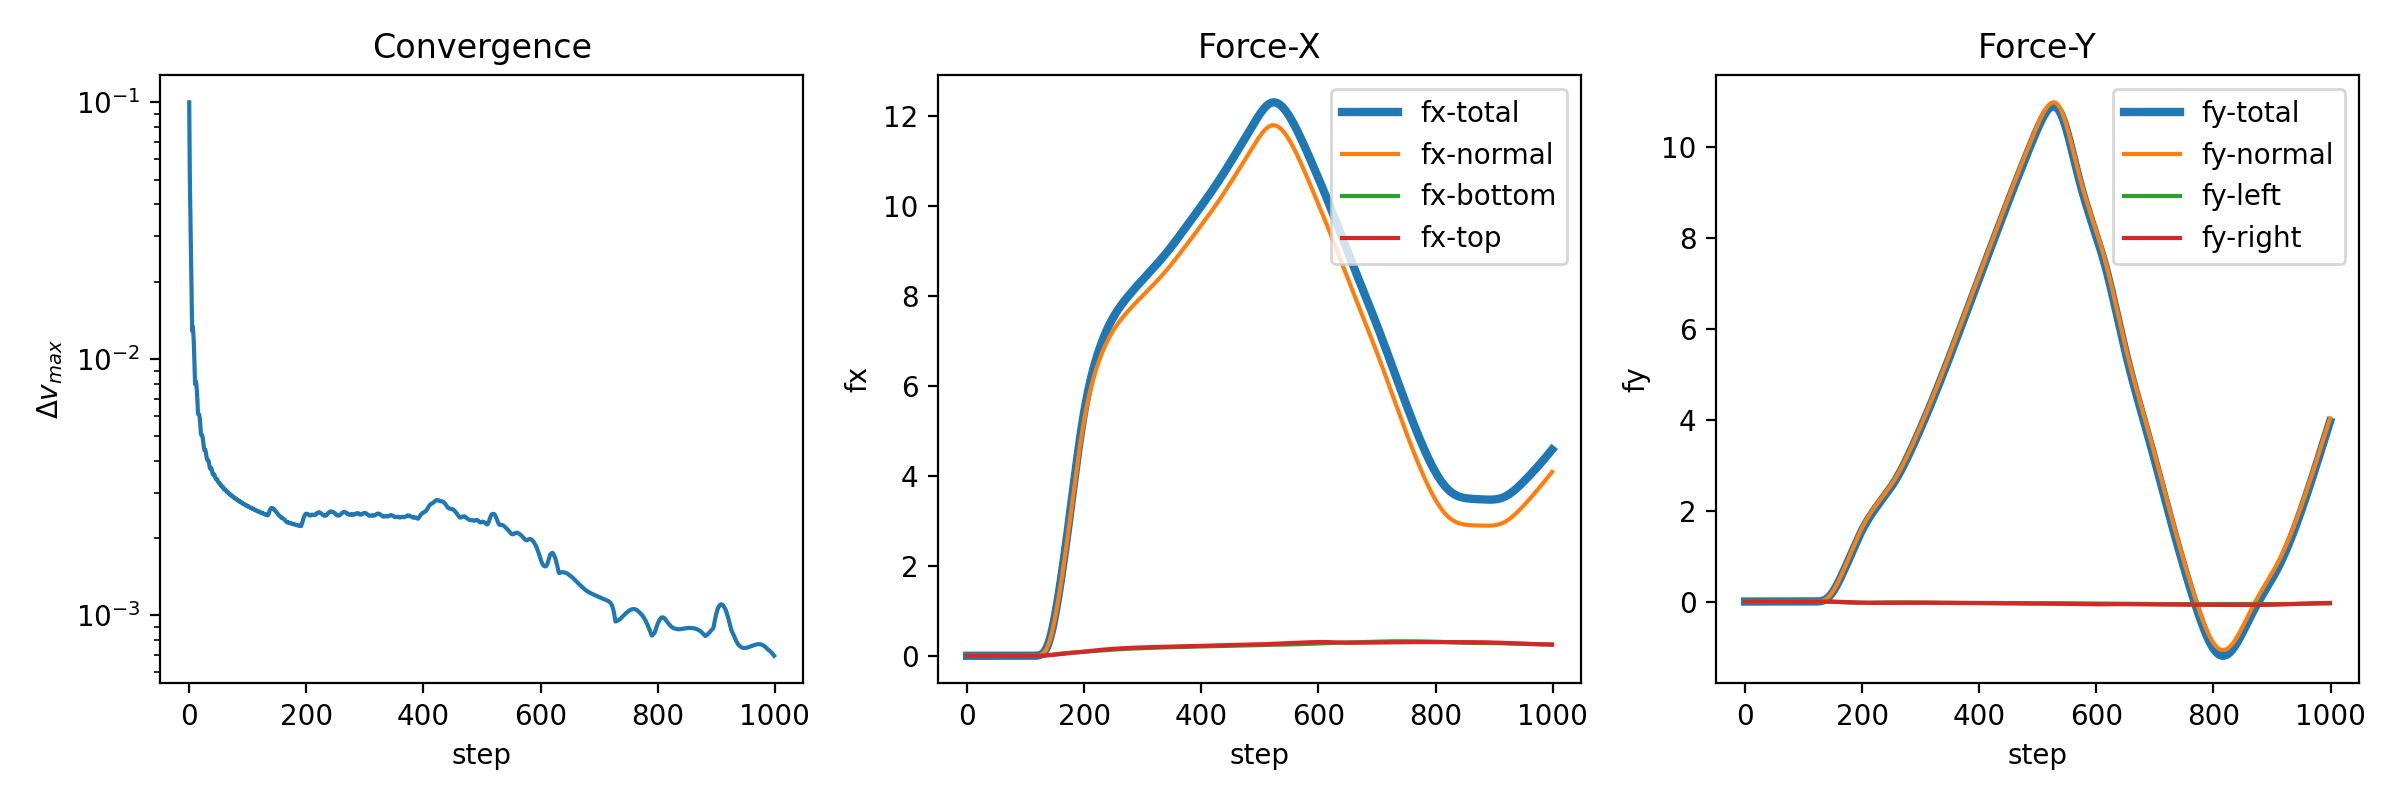 Convergence
10⁻¹
10⁻²
10⁻³
Δv_max
0 200 400 600 800 1000
step
Force-X
12
10
8
6
4
2
0
fx
fx-total
fx-normal
fx-bottom
fx-top
0 200 400 600 800 1000
step
Force-Y
10
8
6
4
2
0
fy
fy-total
fy-normal
fy-left
fy-right
0 200 400 600 800 1000
step